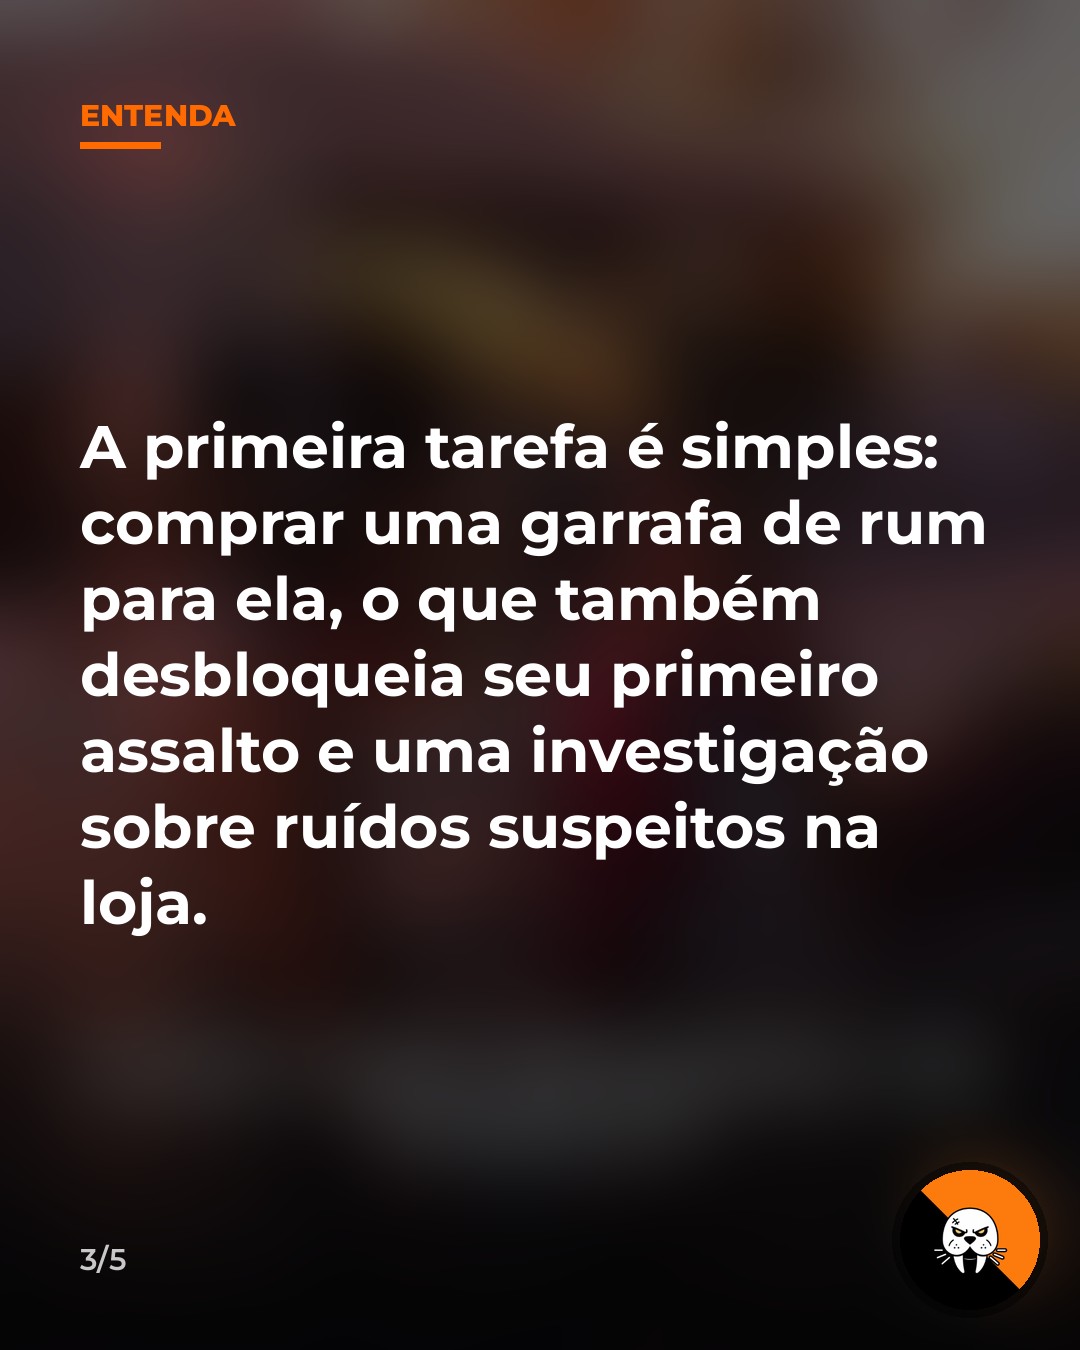 ENTENDA
A primeira tarefa é simples:
comprar uma garrafa de rum
para ela, o que também
desbloqueia seu primeiro
assalto e uma investigação
sobre ruídos suspeitos na
loja.
3/5